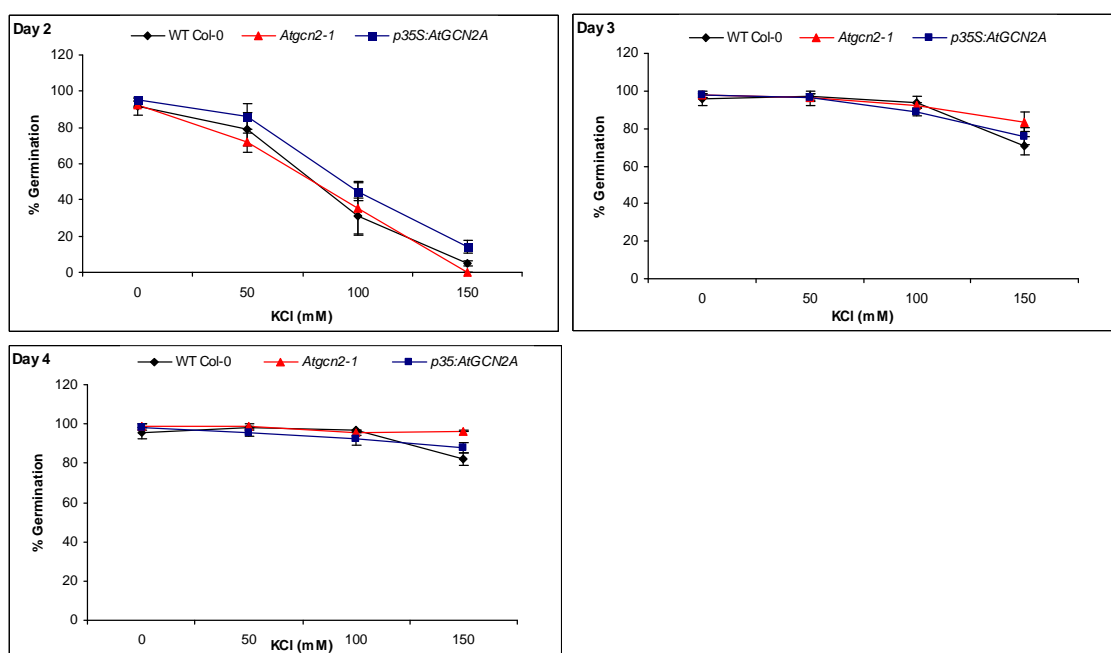 Day 2
WT Col-0 Atgcn2-1 p35S:AtGCN2A
120
100
80
60
40
20
0
% Germination
0 50 100 150
KCl (mM)
Day 3
WT Col-0 Atgcn2-1 p35S:AtGCN2A
120
100
80
60
40
20
0
% Germination
0 50 100 150
KCl (mM)
Day 4
WT Col-0 Atgcn2-1 p35:AtGCN2A
120
100
80
60
40
20
0
% Germination
0 50 100 150
KCl (mM)